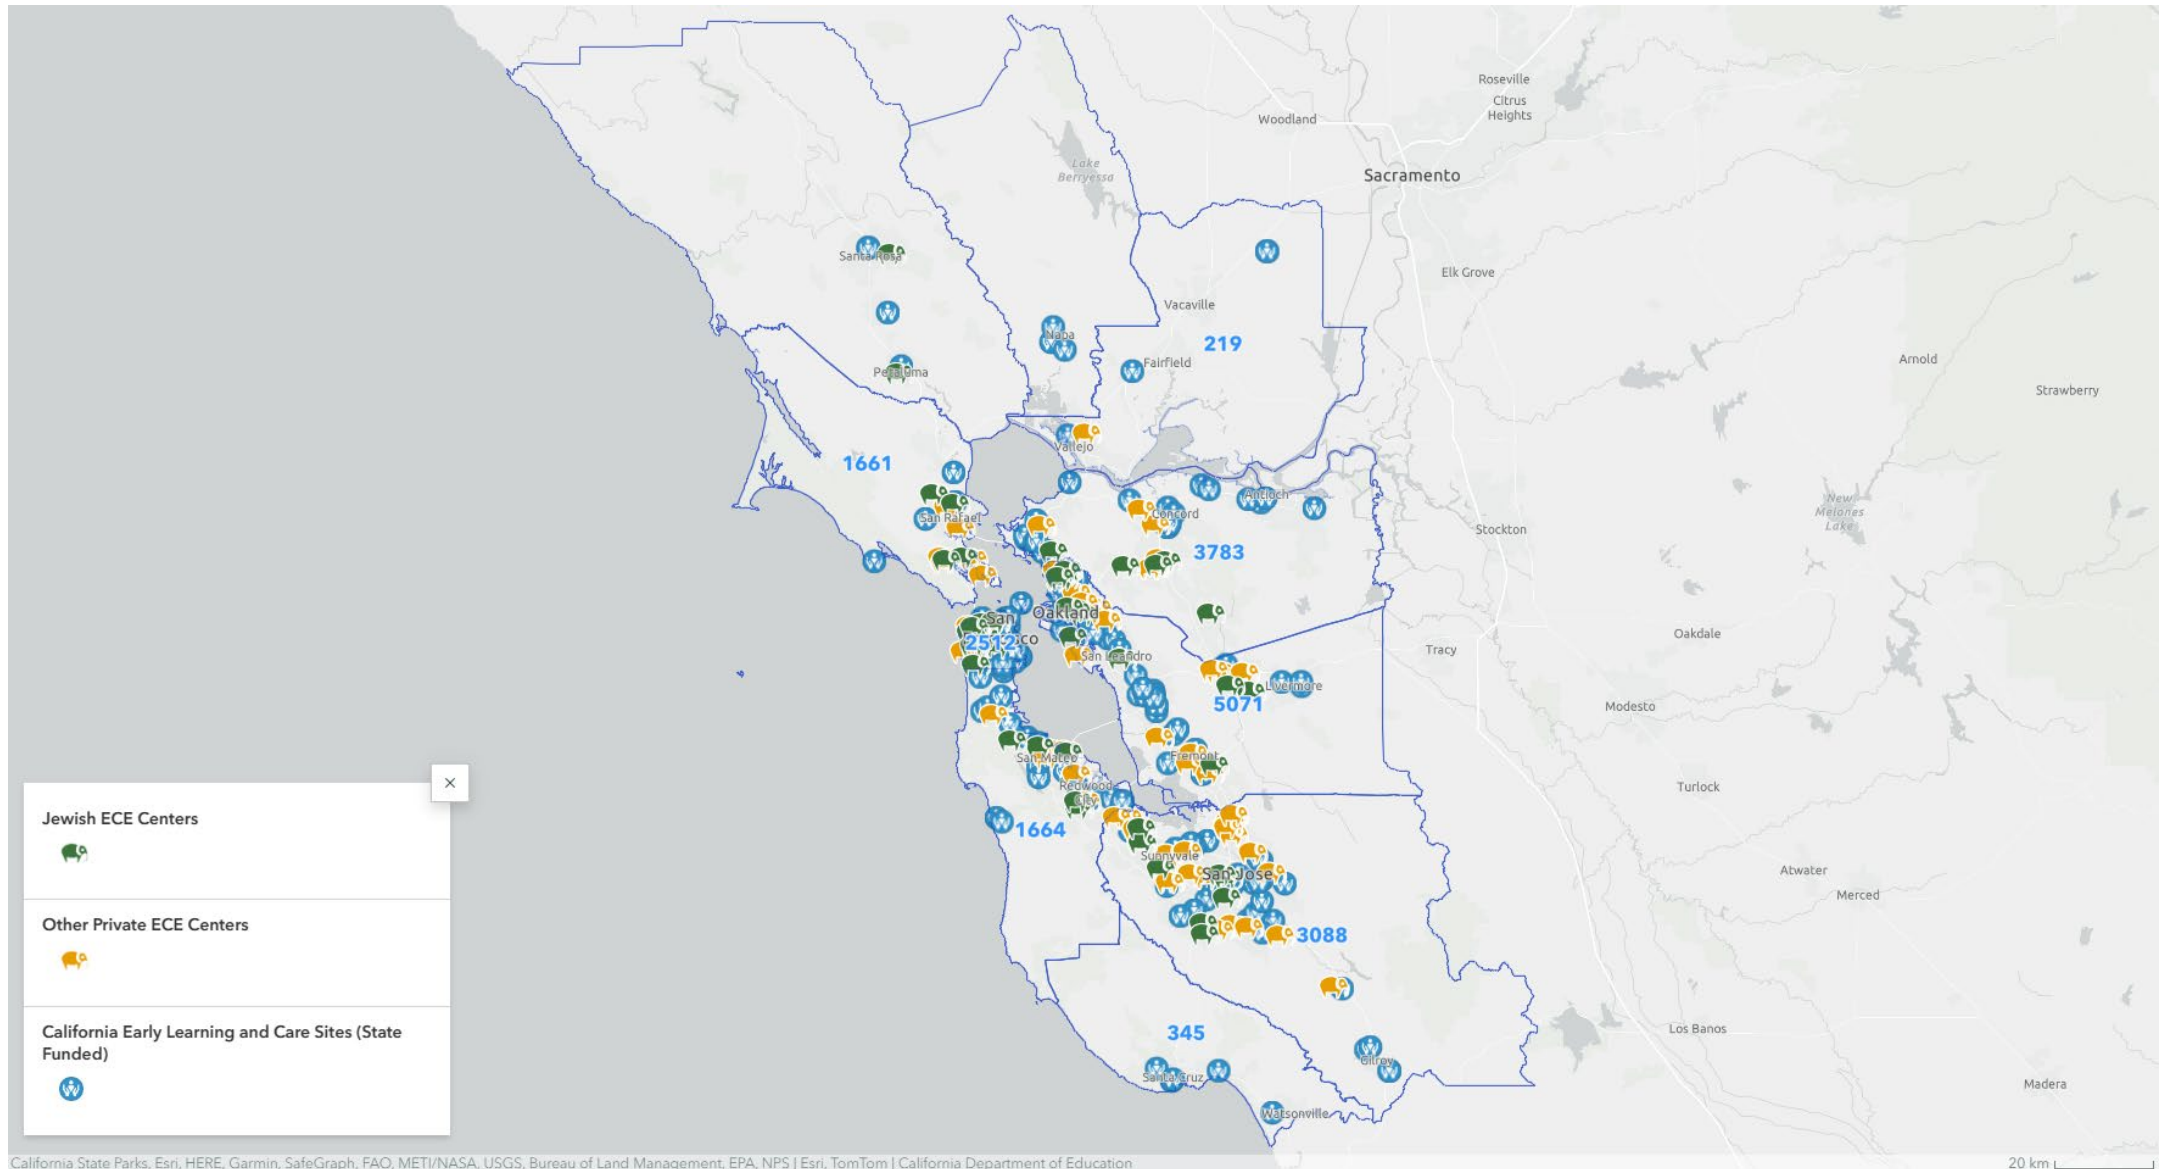 Roseville
Citrus
Heights
Woodland
Lake
Berryessa
Sacramento
Santa Rosa
Elk Grove
Vacaville
Napa
219
Arnold
Fairfield
Petaluma
Strawberry
Vallejo
1661
Antioch
New
Melones
Lake
Concord
San Rafael
Stockton
3783
Oakland
San
2512
sco
Oakdale
San Leandro
Tracy
Livermore
5071
Modesto
Fremont
San Mateo
Redwood
City
Turlock
1664
Sunnyvale
San Jose
Atwater
Merced
3088
345
Los Banos
Gilroy
Santa Cruz
Madera
Watsonville
×
Jewish ECE Centers
Other Private ECE Centers
California Early Learning and Care Sites (State
Funded)
California State Parks, Esri, HERE, Garmin, SafeGraph, FAO, METI/NASA, USGS, Bureau of Land Management, EPA, NPS | Esri, TomTom | California Department of Education
20 km